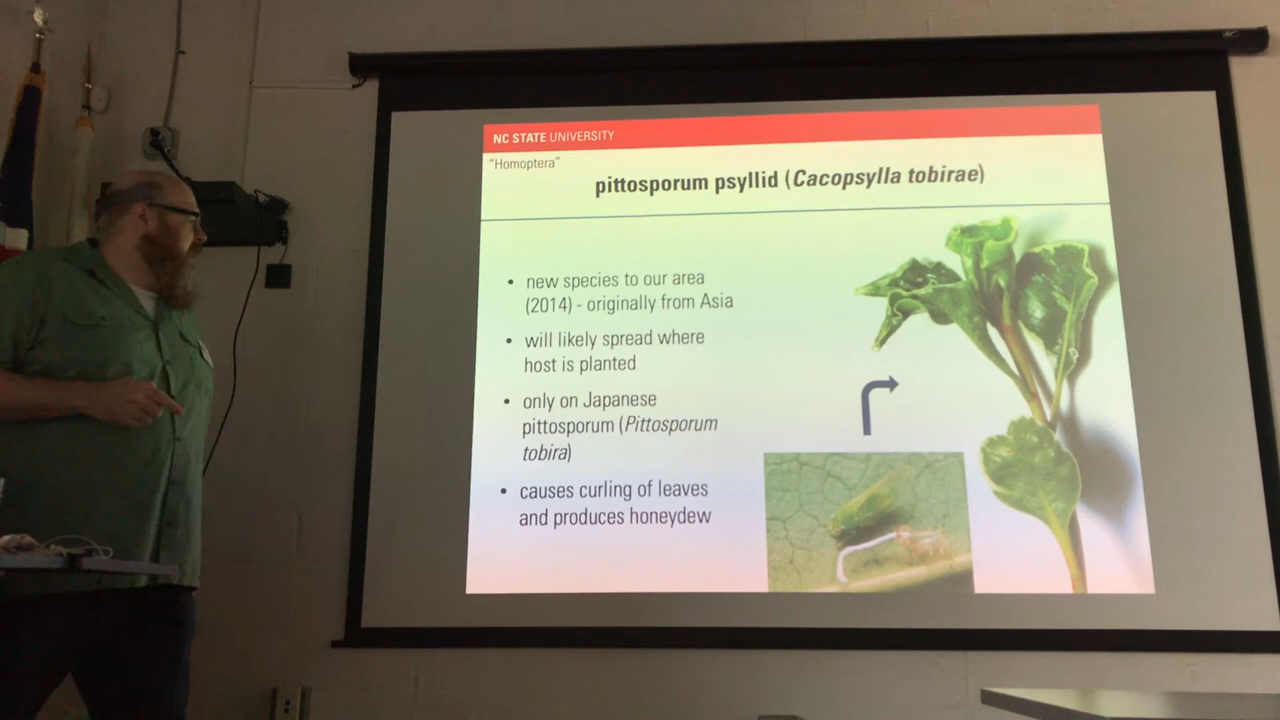 NC STATE UNIVERSITY
"Homoptera"
pittosporum psyllid (Cacopsylla tobirae)
• new species to our area
(2014) - originally from Asia
• will likely spread where
host is planted
• only on Japanese
pittosporum (Pittosporum
tobira)
• causes curling of leaves
and produces honeydew